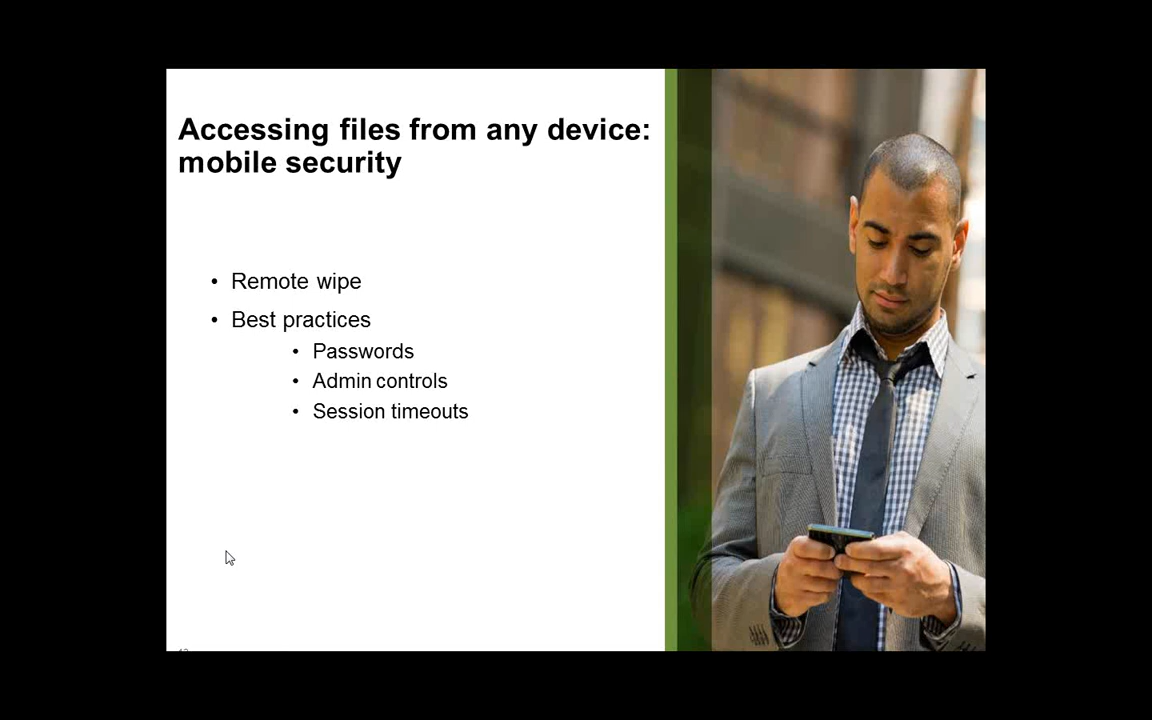 Accessing files from any device:
mobile security
• Remote wipe
• Best practices
• Passwords
• Admin controls
• Session timeouts